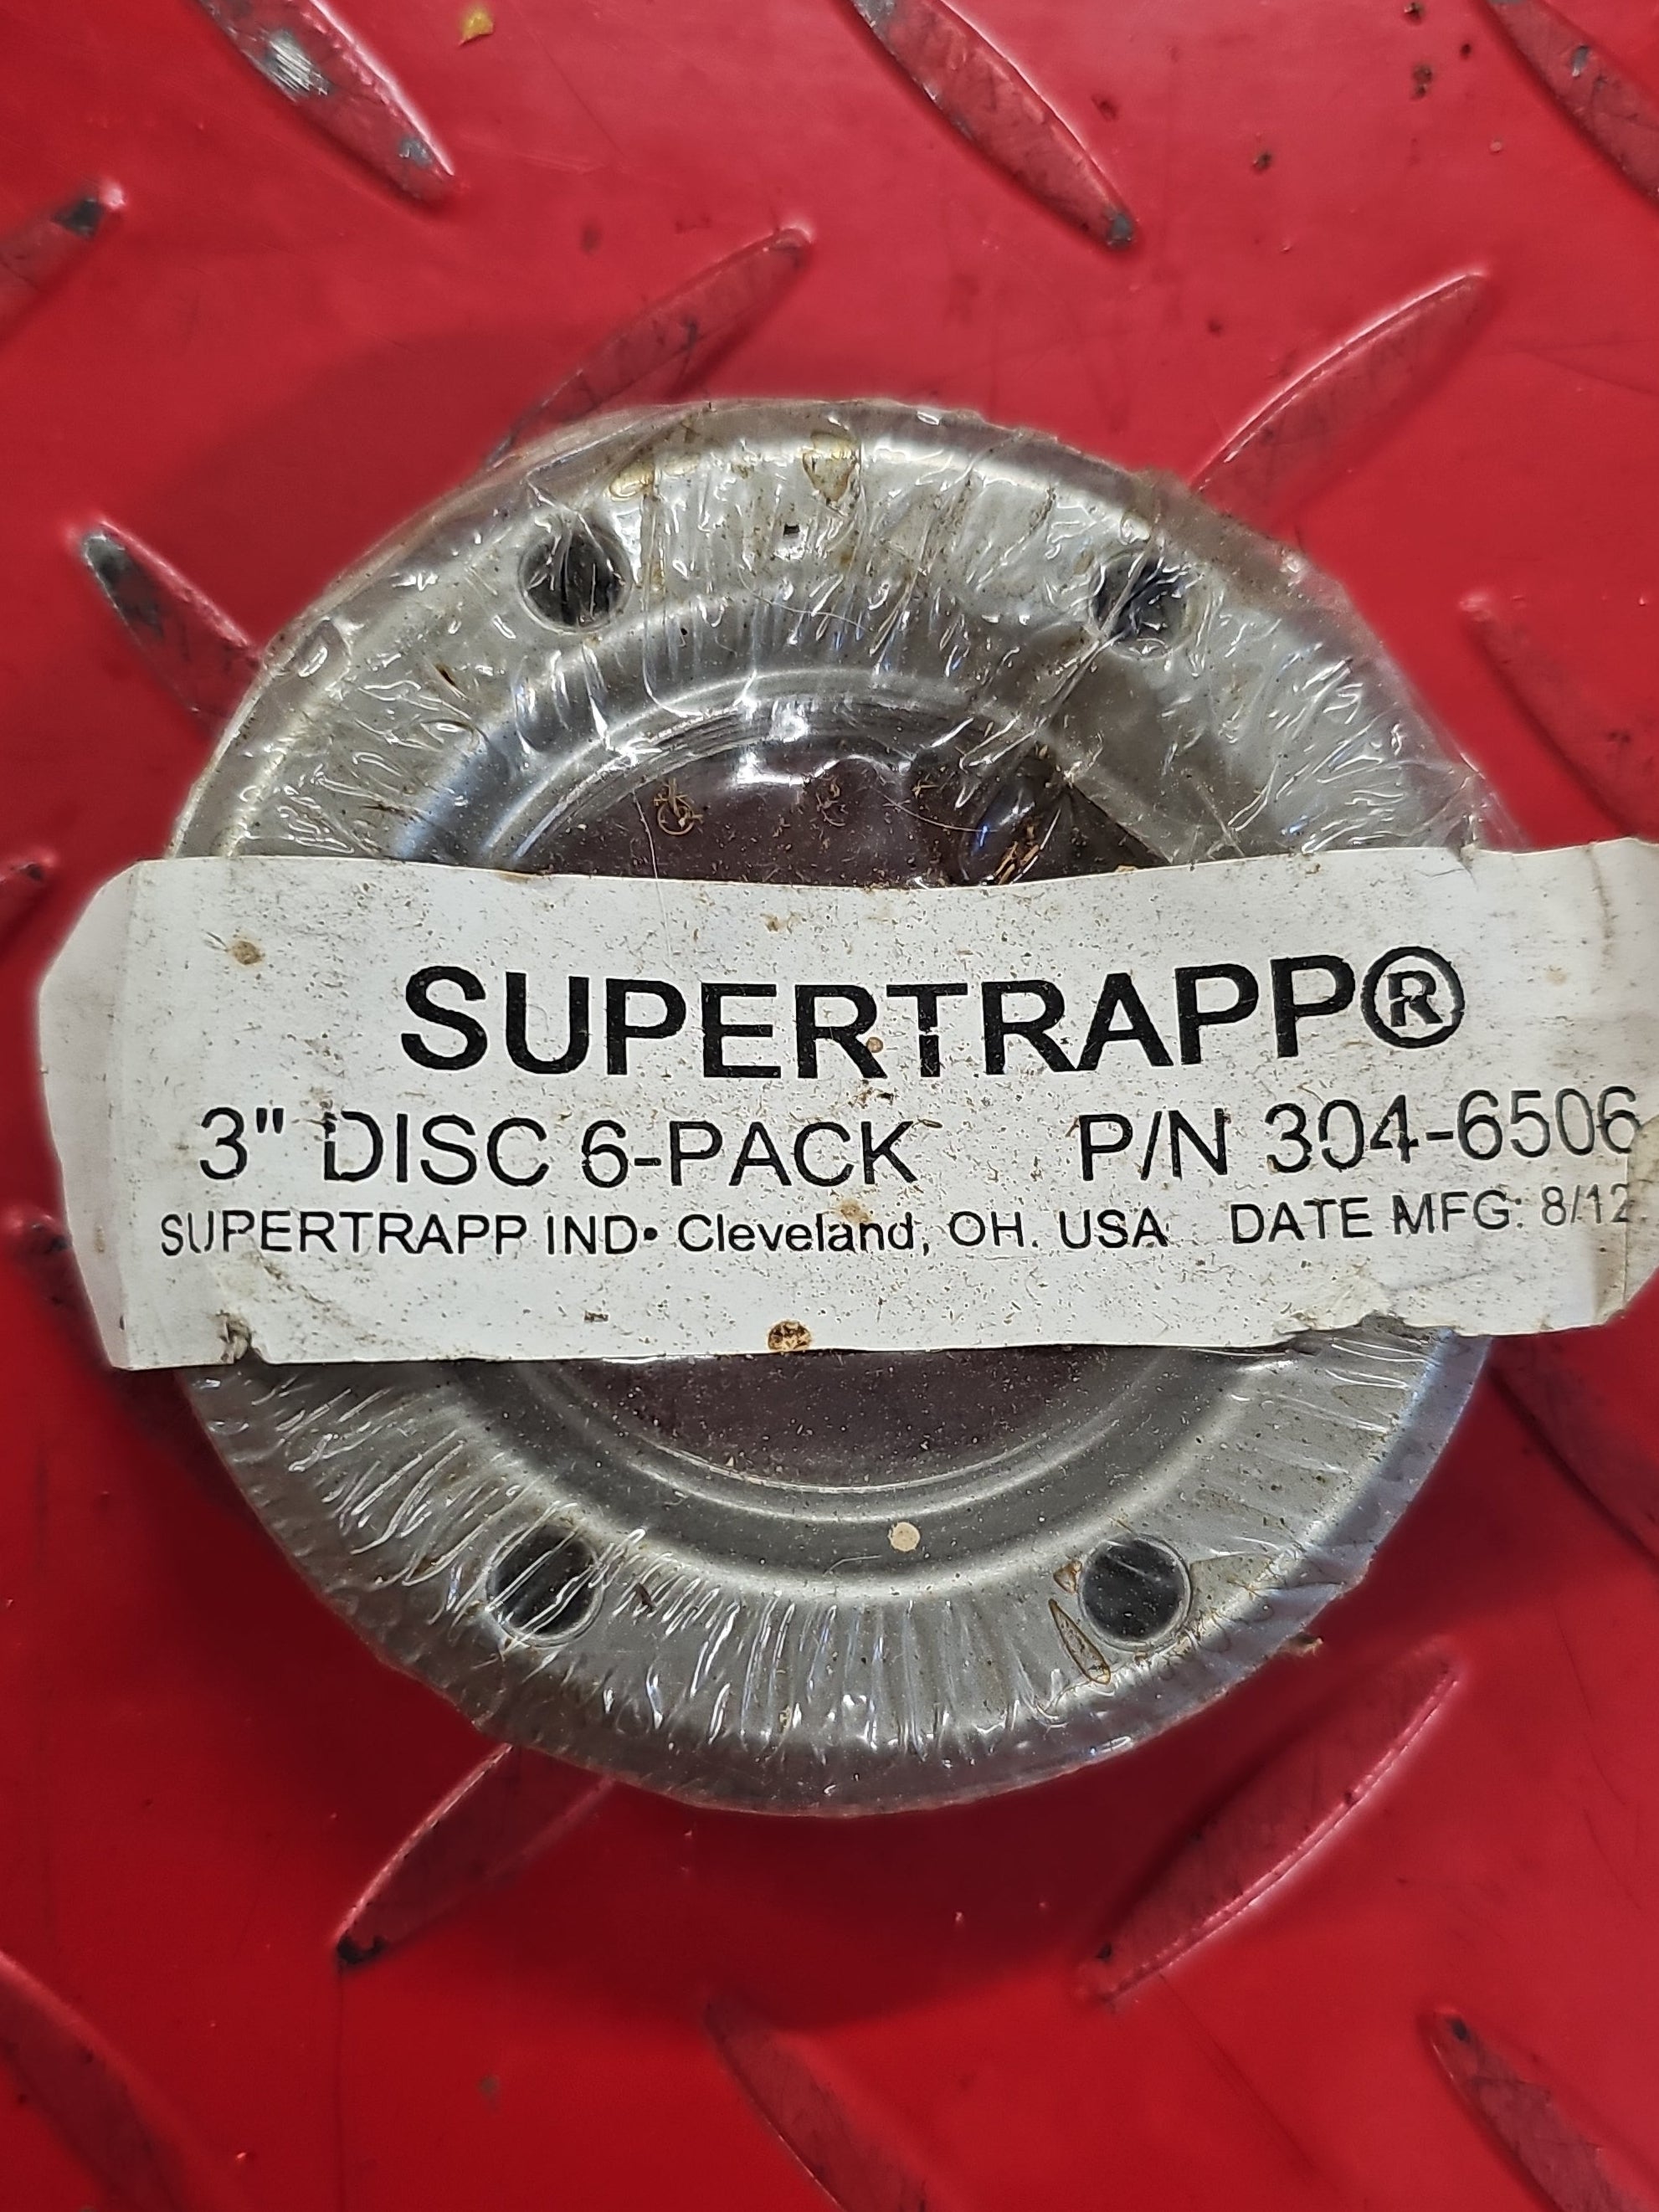 SUPERTRAPP®
3" DISC 6-PACK P/N 304-6506
SUPERTRAPP IND• Cleveland, OH. USA DATE MFG: 8/12